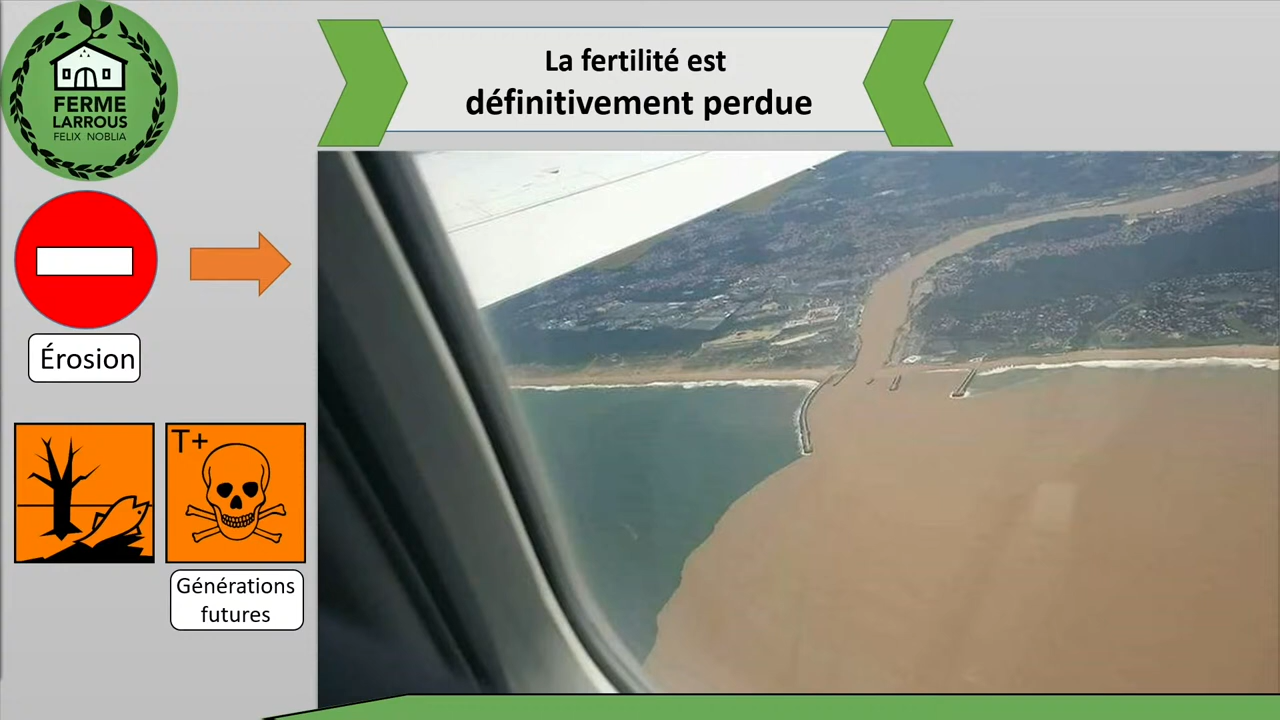 FERME
LARROUS
FELIX NOBLIA
La fertilité est
définitivement perdue
Érosion
T+
Générations
futures